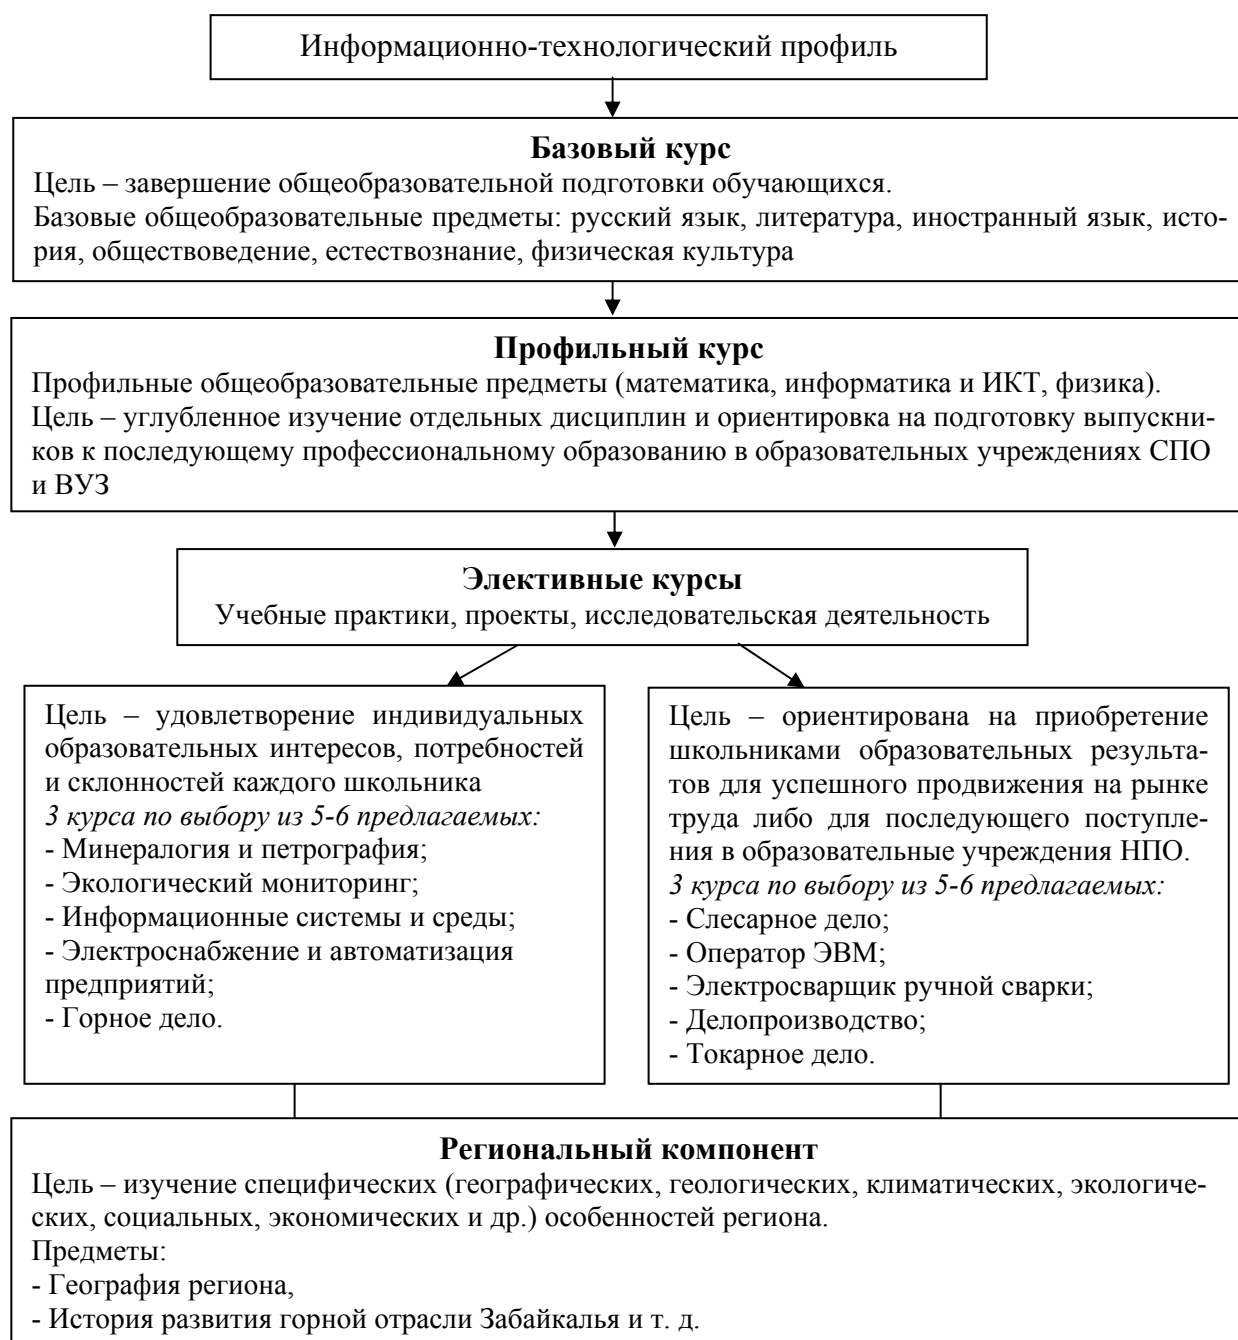 Информационно-технологический профиль
Базовый курс
Цель – завершение общеобразовательной подготовки обучающихся.
Базовые общеобразовательные предметы: русский язык, литература, иностранный язык, исто-
рия, обществоведение, естествознание, физическая культура
Профильный курс
Профильные общеобразовательные предметы (математика, информатика и ИКТ, физика).
Цель – углубленное изучение отдельных дисциплин и ориентировка на подготовку выпускни-
ков к последующему профессиональному образованию в образовательных учреждениях СПО
и ВУЗ
Элективные курсы
Учебные практики, проекты, исследовательская деятельность
Цель – удовлетворение индивидуальных
образовательных интересов, потребностей
и склонностей каждого школьника
3 курса по выбору из 5-6 предлагаемых:
- Минералогия и петрография;
- Экологический мониторинг;
- Информационные системы и среды;
- Электроснабжение и автоматизация
предприятий;
- Горное дело.
Цель – ориентирована на приобретение
школьниками образовательных результа-
тов для успешного продвижения на рынке
труда либо для последующего поступле-
ния в образовательные учреждения НПО.
3 курса по выбору из 5-6 предлагаемых:
- Слесарное дело;
- Оператор ЭВМ;
- Электросварщик ручной сварки;
- Делопроизводство;
- Токарное дело.
Региональный компонент
Цель – изучение специфических (географических, геологических, климатических, экологиче-
ских, социальных, экономических и др.) особенностей региона.
Предметы:
- География региона,
- История развития горной отрасли Забайкалья и т. д.